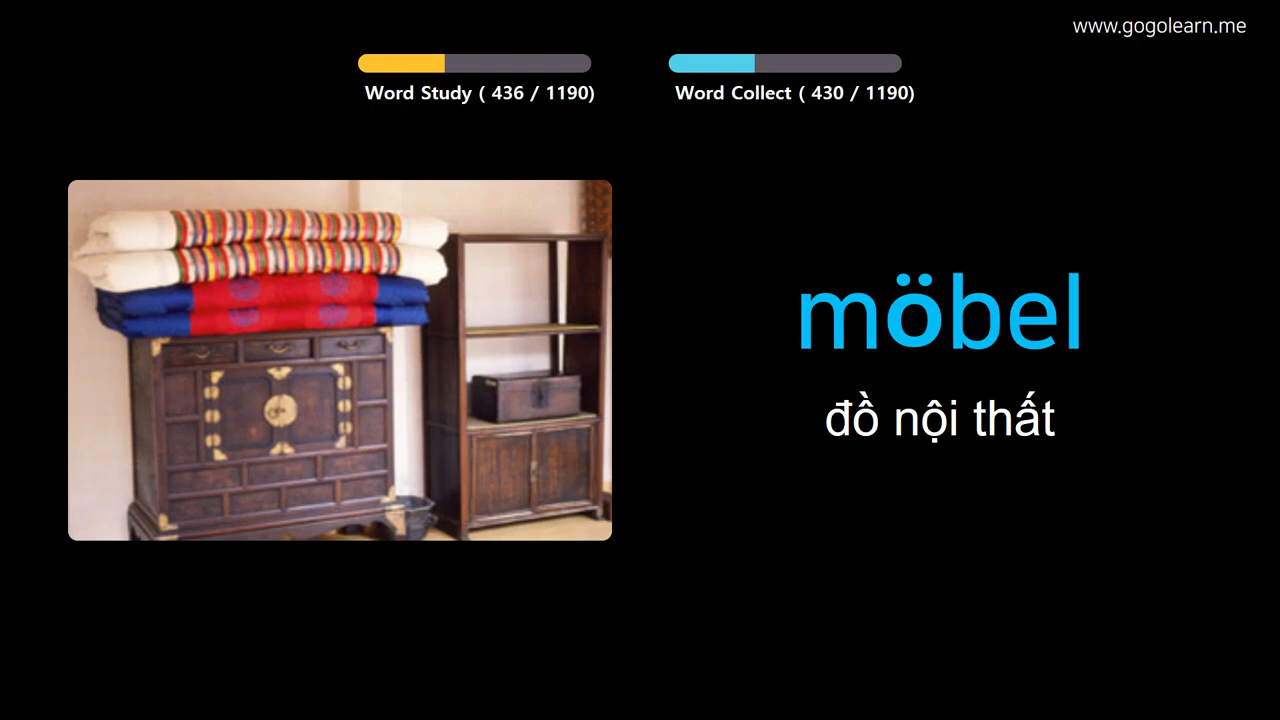 www.gogolearn.me
Word Study ( 436 / 1190)
Word Collect ( 430 / 1190)
möbel
đồ nội thất